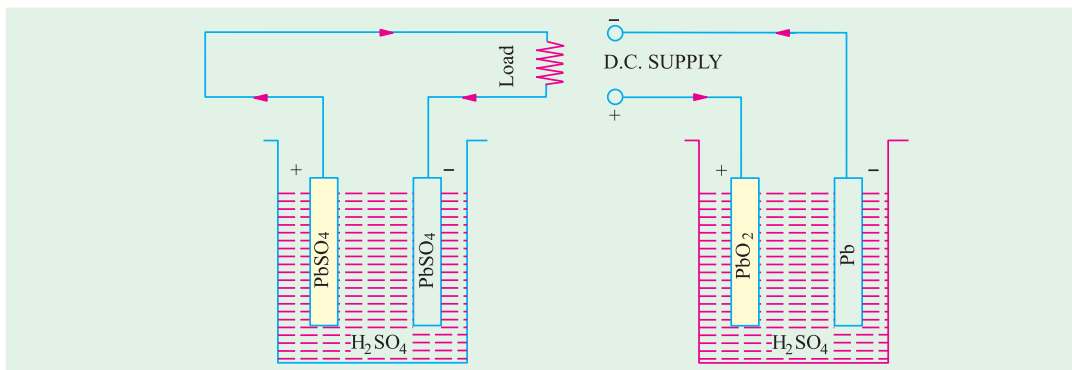 Load
+
−
PbSO₄
PbSO₄
H₂SO₄
−
D.C. SUPPLY
+
+
−
PbO₂
Pb
H₂SO₄